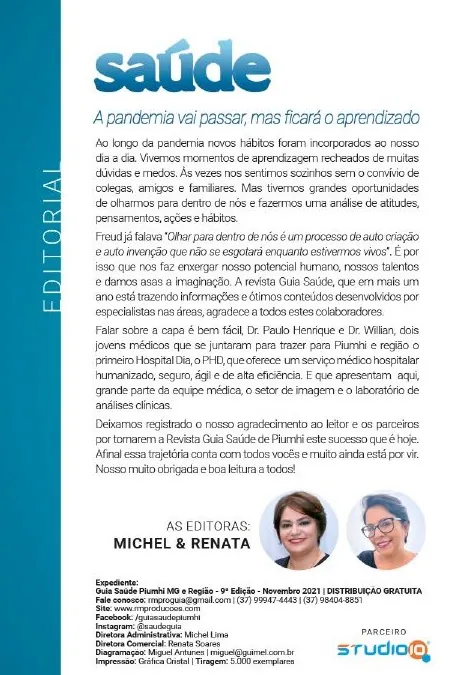 saúde
A pandemia vai passar, mas ficará o aprendizado
EDITORIAL
Ao longo da pandemia novos hábitos foram incorporados ao nosso
dia a dia. Vivemos momentos de aprendizagem recheados de muitas
dúvidas e medos. Às vezes nos sentimos sozinhos sem o convívio de
colegas, amigos e familiares. Mas tivemos grandes oportunidades
de olharmos para dentro de nós e fazermos uma análise de atitudes,
pensamentos, ações e hábitos.
Freud já falava "Olhar para dentro de nós é um processo de auto criação
e auto invenção que não se esgotará enquanto estivermos vivos". É por
isso que nos faz enxergar nosso potencial humano, nossos talentos
e damos asas a imaginação. A revista Guia Saúde, que em mais um
ano está trazendo informações e ótimos conteúdos desenvolvidos por
especialistas nas áreas, agradece a todos estes colaboradores.
Falar sobre a capa é bem fácil, Dr. Paulo Henrique e Dr. Willian, dois
jovens médicos que se juntaram para trazer para Piumhi e região o
primeiro Hospital Dia, o PHD, que oferece um serviço médico hospitalar
humanizado, seguro, ágil e de alta eficiência. E que apresentam aqui,
grande parte da equipe médica, o setor de imagem e o laboratório de
análises clínicas.
Deixamos registrado o nosso agradecimento ao leitor e os parceiros
por tornarem a Revista Guia Saúde de Piumhi este sucesso que é hoje.
Afinal essa trajetória conta com todos vocês e muito ainda está por vir.
Nosso muito obrigada e boa leitura a todos!
AS EDITORAS:
MICHEL & RENATA
Expediente:
Guia Saúde Piumhi MG e Região - 9ª Edição - Novembro 2021 | DISTRIBUIÇÃO GRATUITA
Fale conosco: rmproguia@gmail.com | (37) 99947-4443 | (37) 98404-8851
Site: www.rmproducoes.com
Facebook: /guiasaudepiumhi
Instagram: @saudeguia
Diretora Administrativa: Michel Lima
Diretora Comercial: Renata Soares
Diagramação: Miguel Antunes | miguel@guimel.com.br
Impressão: Gráfica Cristal | Tiragem: 5.000 exemplares
PARCEIRO
STUDIO